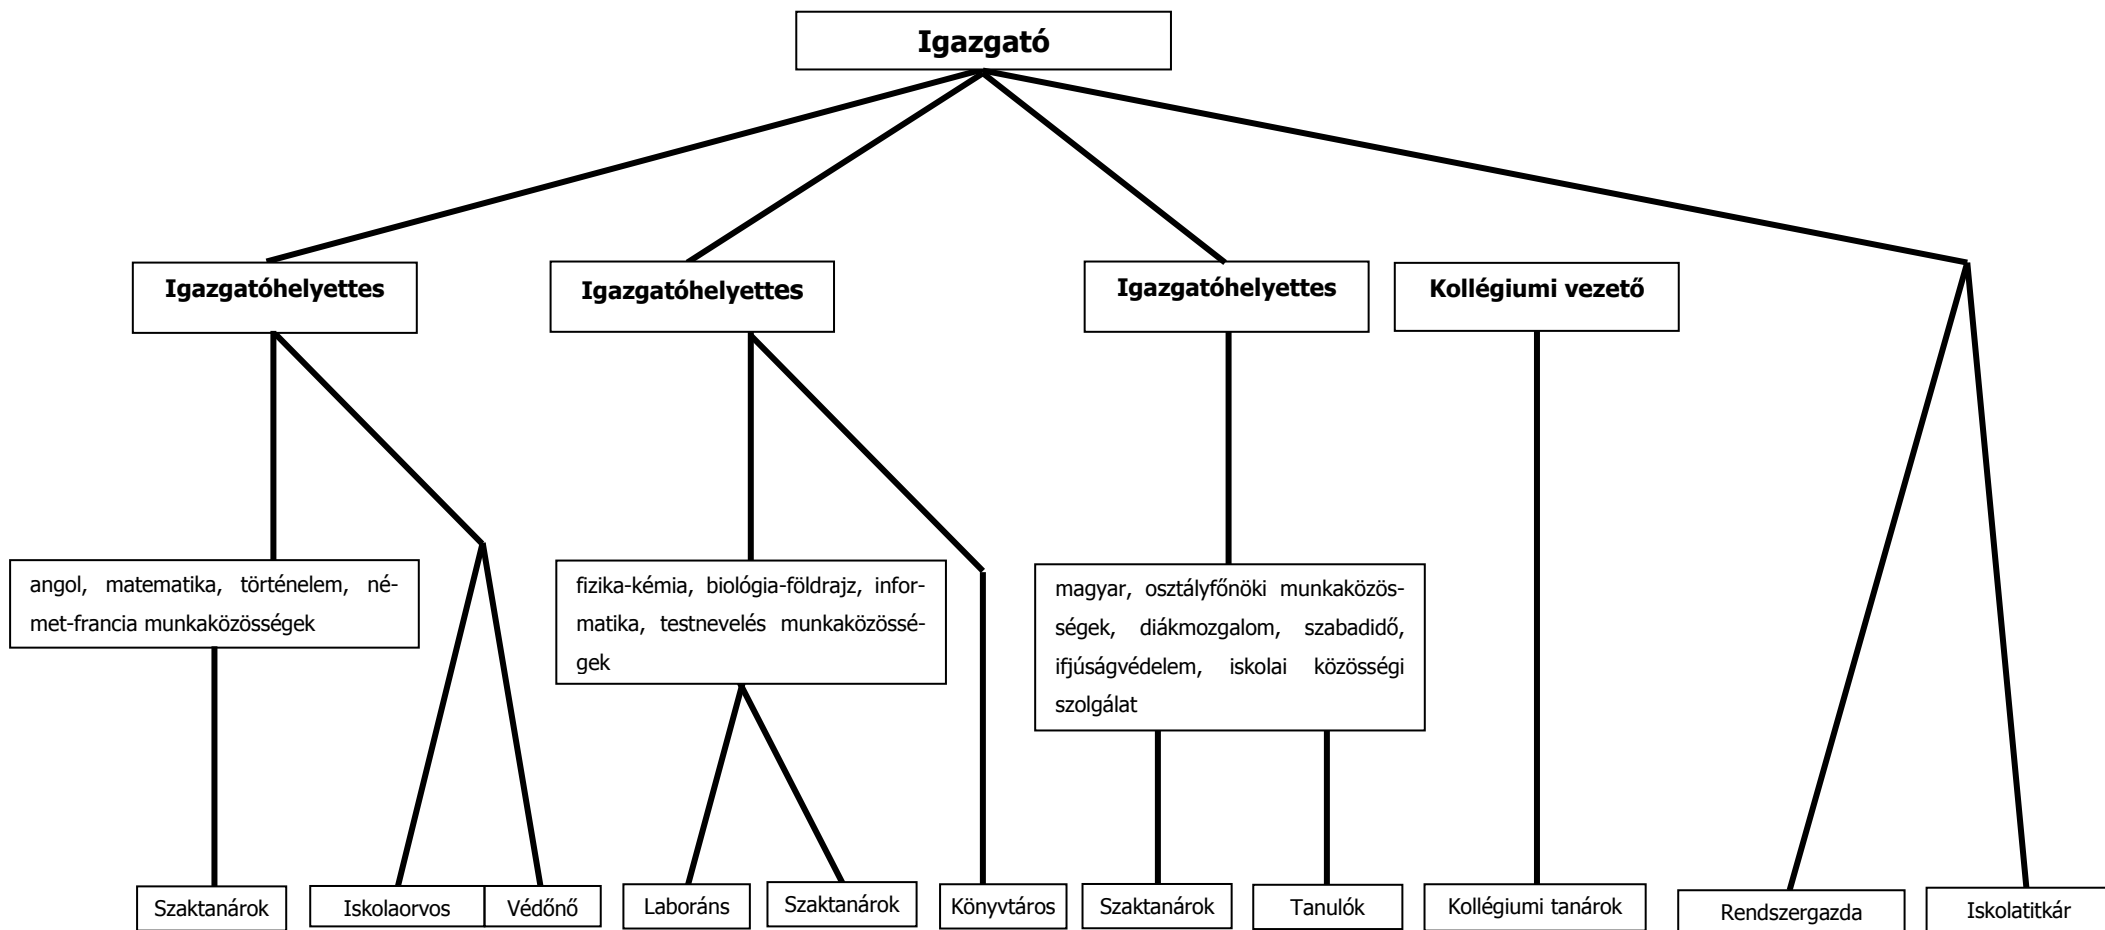 Igazgató
Igazgatóhelyettes
Igazgatóhelyettes
Igazgatóhelyettes
Kollégiumi vezető
angol, matematika, történelem, né-
met-francia munkaközösségek
fizika-kémia, biológia-földrajz, infor-
matika, testnevelés munkaközössé-
gek
magyar, osztályfőnöki munkaközös-
ségek, diákmozgalom, szabadidő,
ifjúságvédelem, iskolai közösségi
szolgálat
Szaktanárok
Iskolaorvos
Védőnő
Laboráns
Szaktanárok
Könyvtáros
Szaktanárok
Tanulók
Kollégiumi tanárok
Rendszergazda
Iskolatitkár